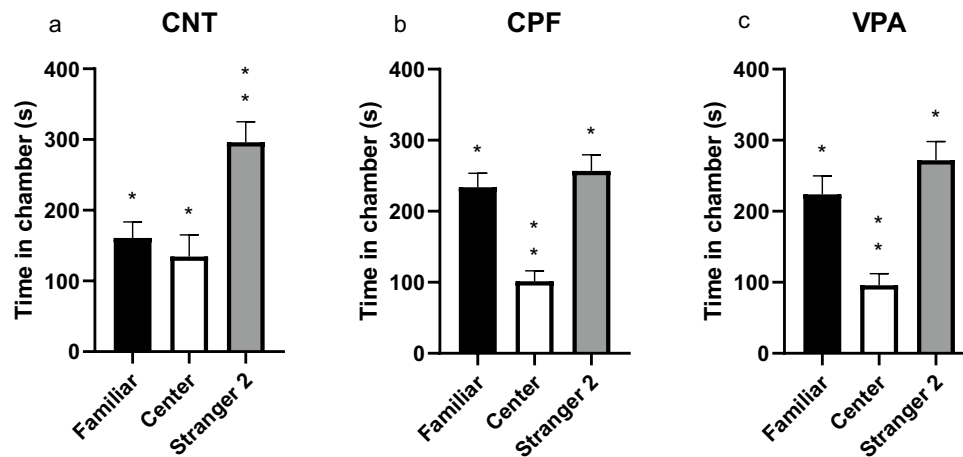 a CNT
Time in chamber (s)
400
300
200
100
0
*
*
*
*
Familiar
Center
Stranger 2
b CPF
Time in chamber (s)
400
300
200
100
0
*
*
*
*
Familiar
Center
Stranger 2
c VPA
Time in chamber (s)
400
300
200
100
0
*
*
*
*
Familiar
Center
Stranger 2